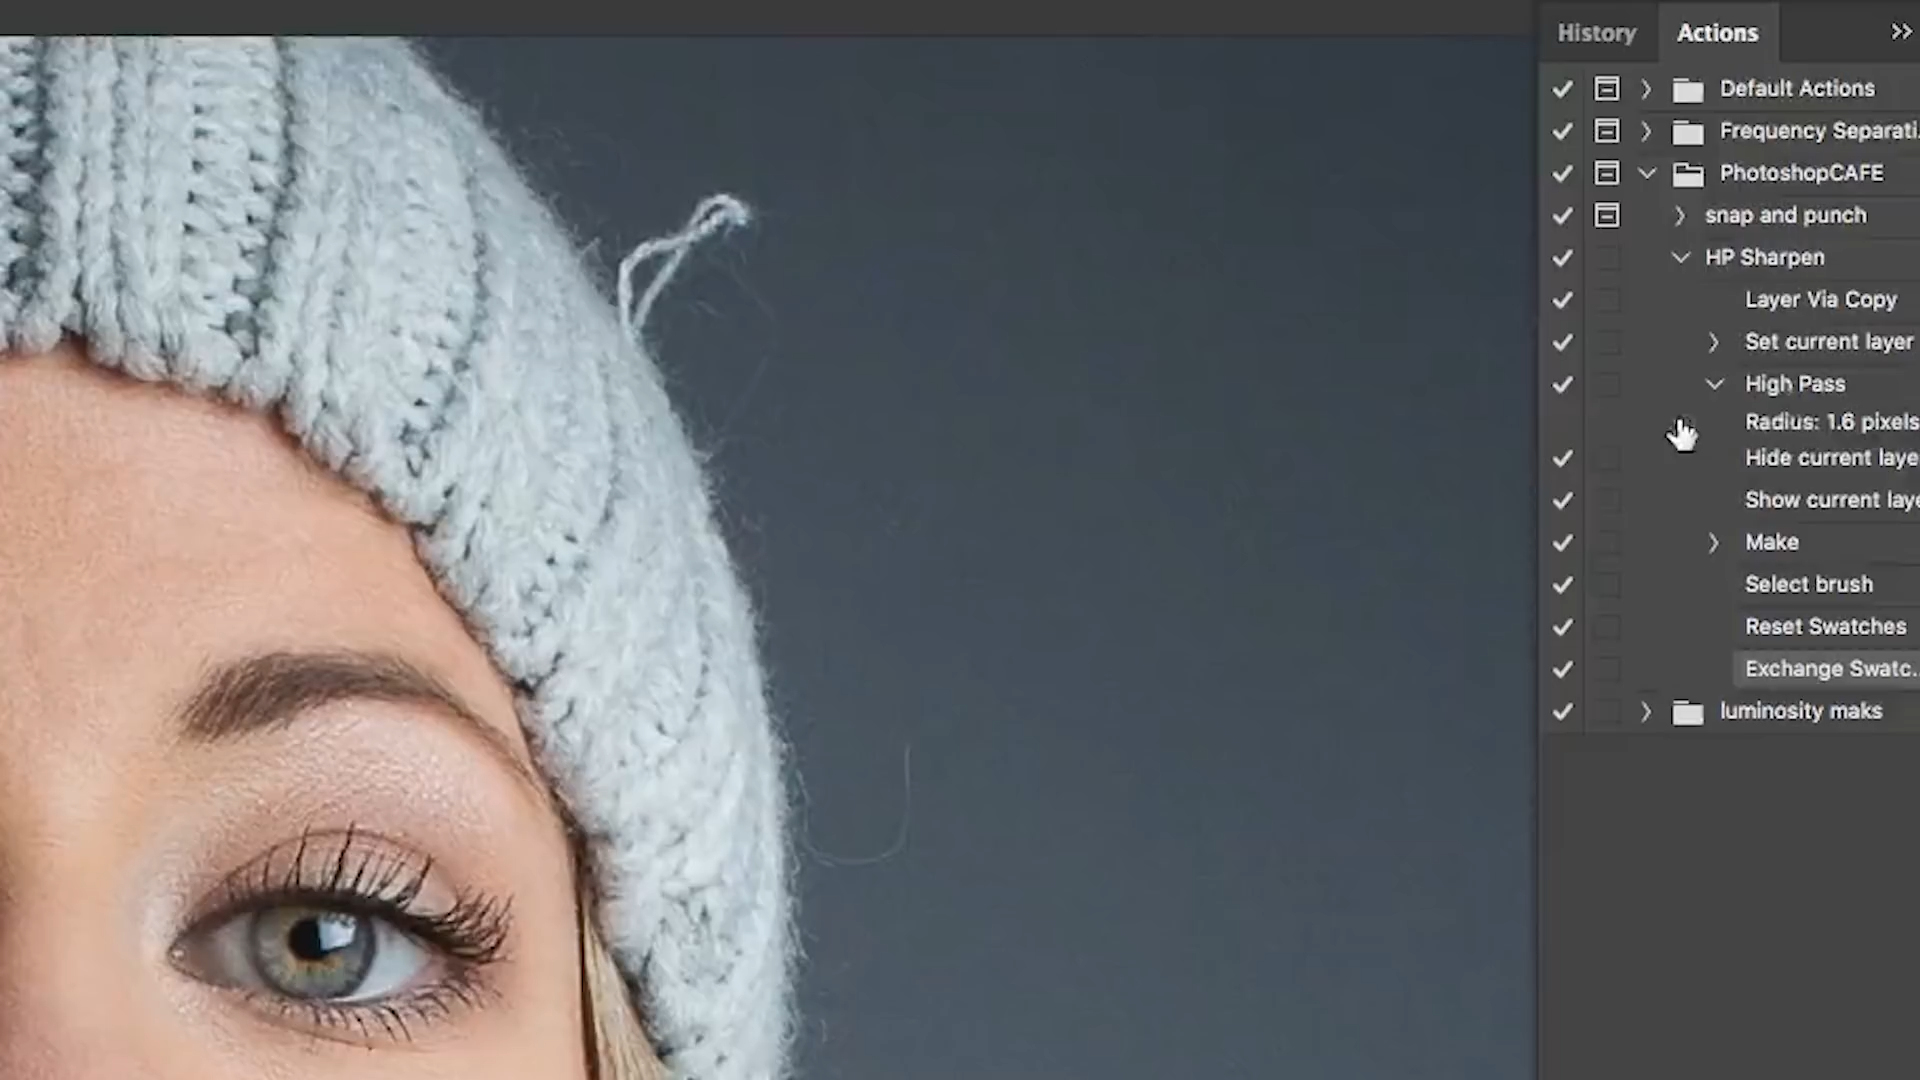 History Actions
Default Actions
Frequency Separati...
PhotoshopCAFE
snap and punch
HP Sharpen
Layer Via Copy
Set current layer
High Pass
Radius: 1.6 pixels
Hide current laye
Show current laye
Make
Select brush
Reset Swatches
Exchange Swatc...
luminosity maks